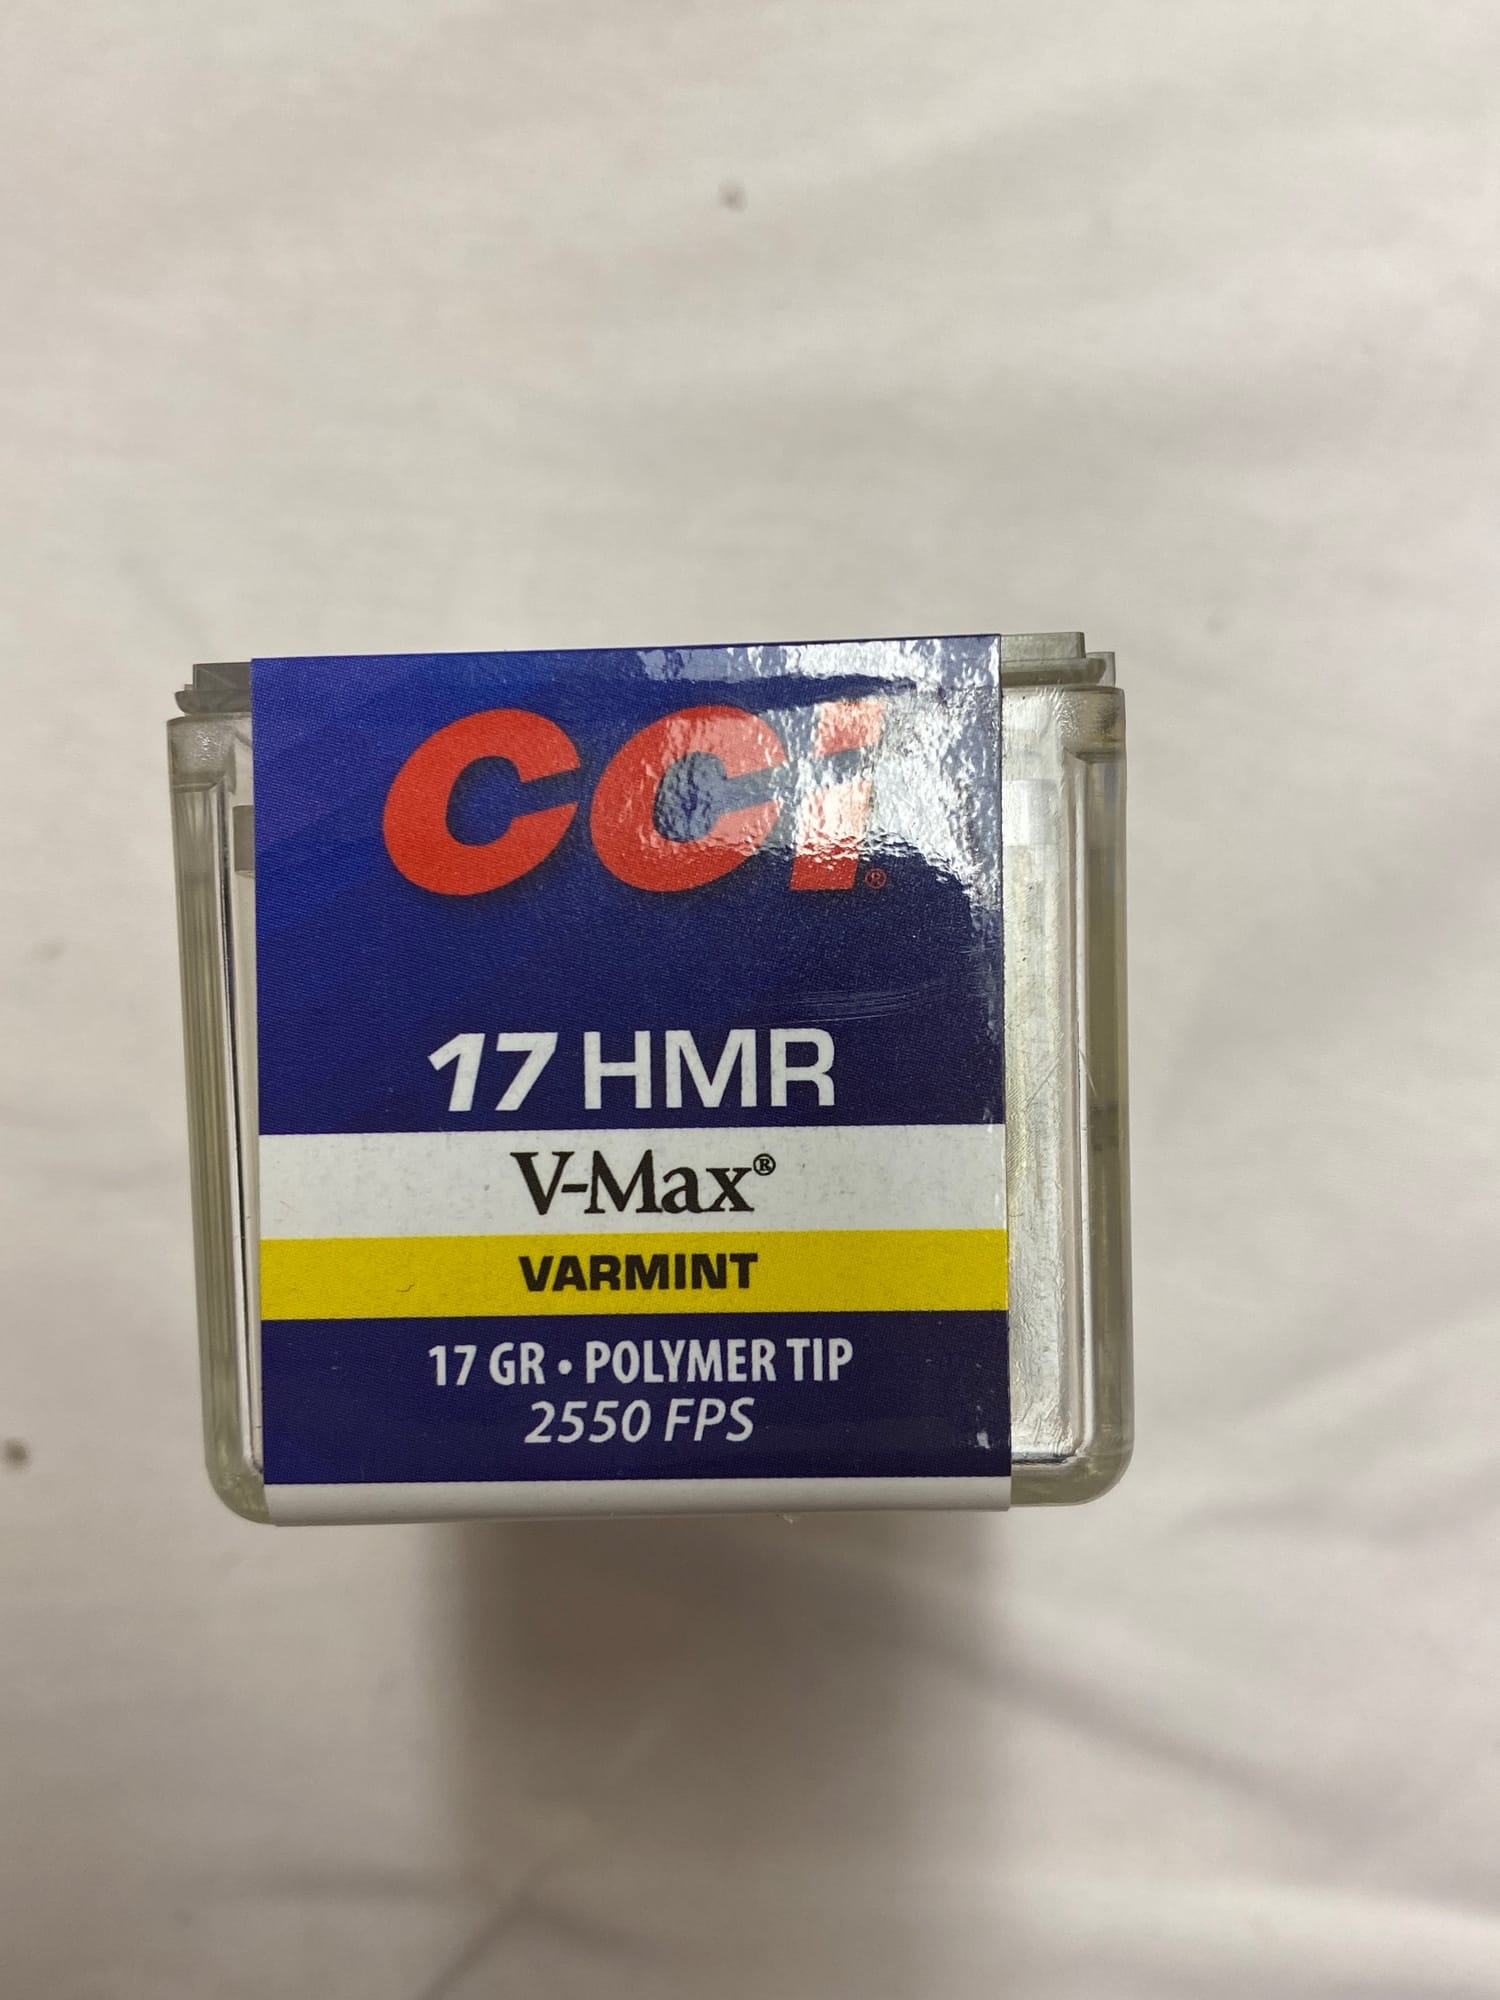 CCI®
17 HMR
V-Max®
VARMINT
17 GR • POLYMER TIP
2550 FPS